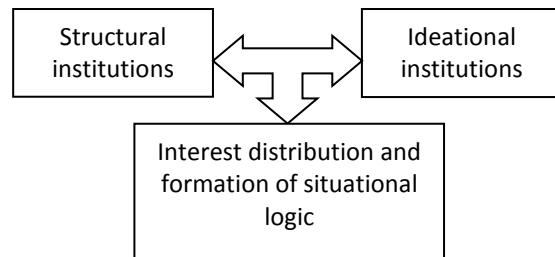 Structural
institutions
Ideational
institutions
Interest distribution and
formation of situational
logic